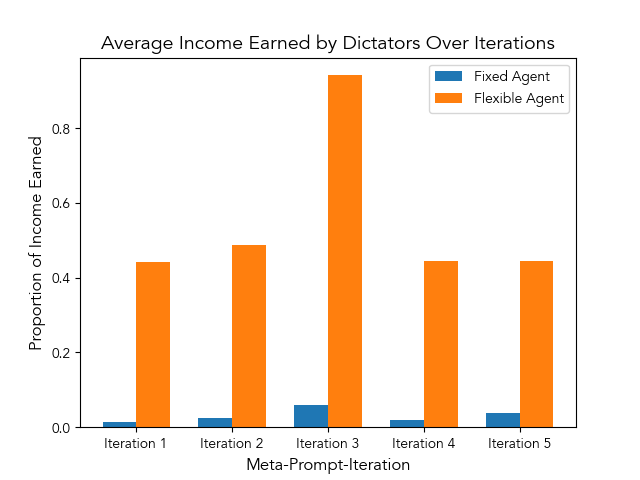 Average Income Earned by Dictators Over Iterations
Fixed Agent
Flexible Agent
Proportion of Income Earned
0.8
0.6
0.4
0.2
0.0
Iteration 1 Iteration 2 Iteration 3 Iteration 4 Iteration 5
Meta-Prompt-Iteration